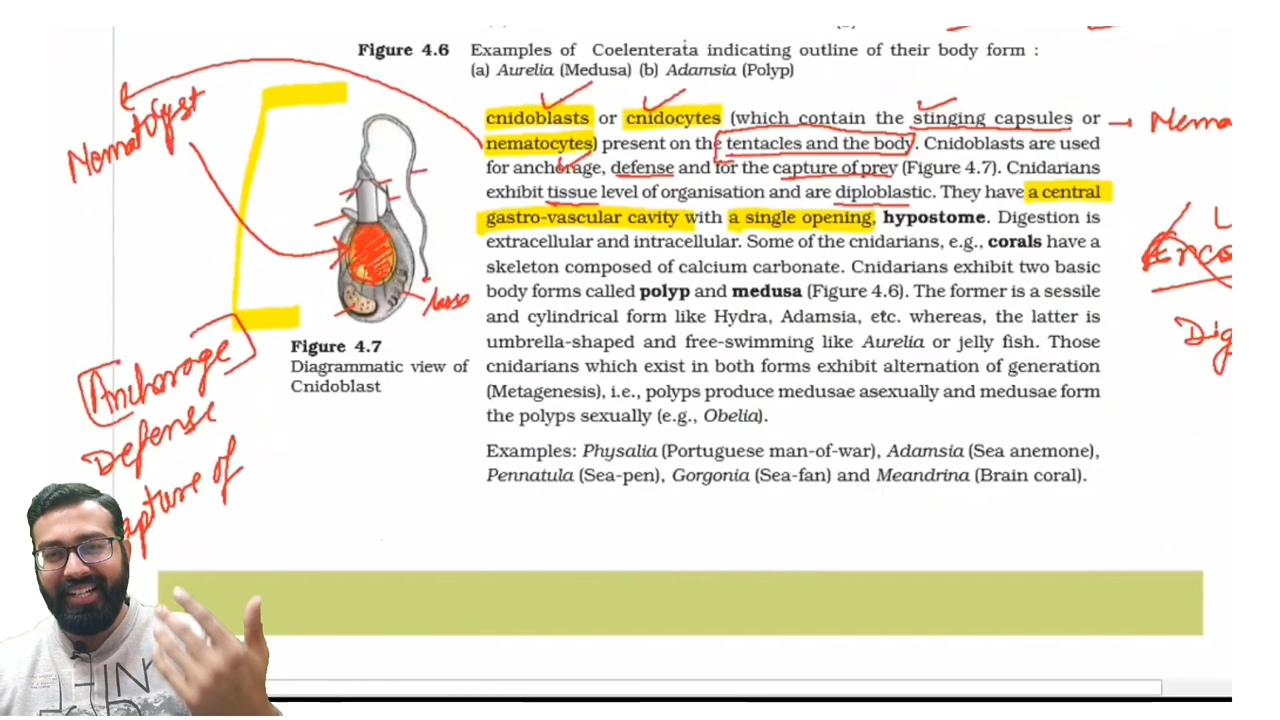 Figure 4.6 Examples of Coelenterata indicating outline of their body form :
(a) Aurelia (Medusa) (b) Adamsia (Polyp)
Nematocyst
cnidoblasts or cnidocytes (which contain the stinging capsules or
nematocytes) present on the tentacles and the body. Cnidoblasts are used
for anchorage, defense and for the capture of prey (Figure 4.7). Cnidarians
exhibit tissue level of organisation and are diploblastic. They have a central
gastro-vascular cavity with a single opening, hypostome. Digestion is
extracellular and intracellular. Some of the cnidarians, e.g., corals have a
skeleton composed of calcium carbonate. Cnidarians exhibit two basic
body forms called polyp and medusa (Figure 4.6). The former is a sessile
and cylindrical form like Hydra, Adamsia, etc. whereas, the latter is
umbrella-shaped and free-swimming like Aurelia or jelly fish. Those
cnidarians which exist in both forms exhibit alternation of generation
(Metagenesis), i.e., polyps produce medusae asexually and medusae form
the polyps sexually (e.g., Obelia).
Examples: Physalia (Portuguese man-of-war), Adamsia (Sea anemone),
Pennatula (Sea-pen), Gorgonia (Sea-fan) and Meandrina (Brain coral).
Nema
Dig
lasso
Figure 4.7
Diagrammatic view of
Cnidoblast
Anchorage
Defense
apture of